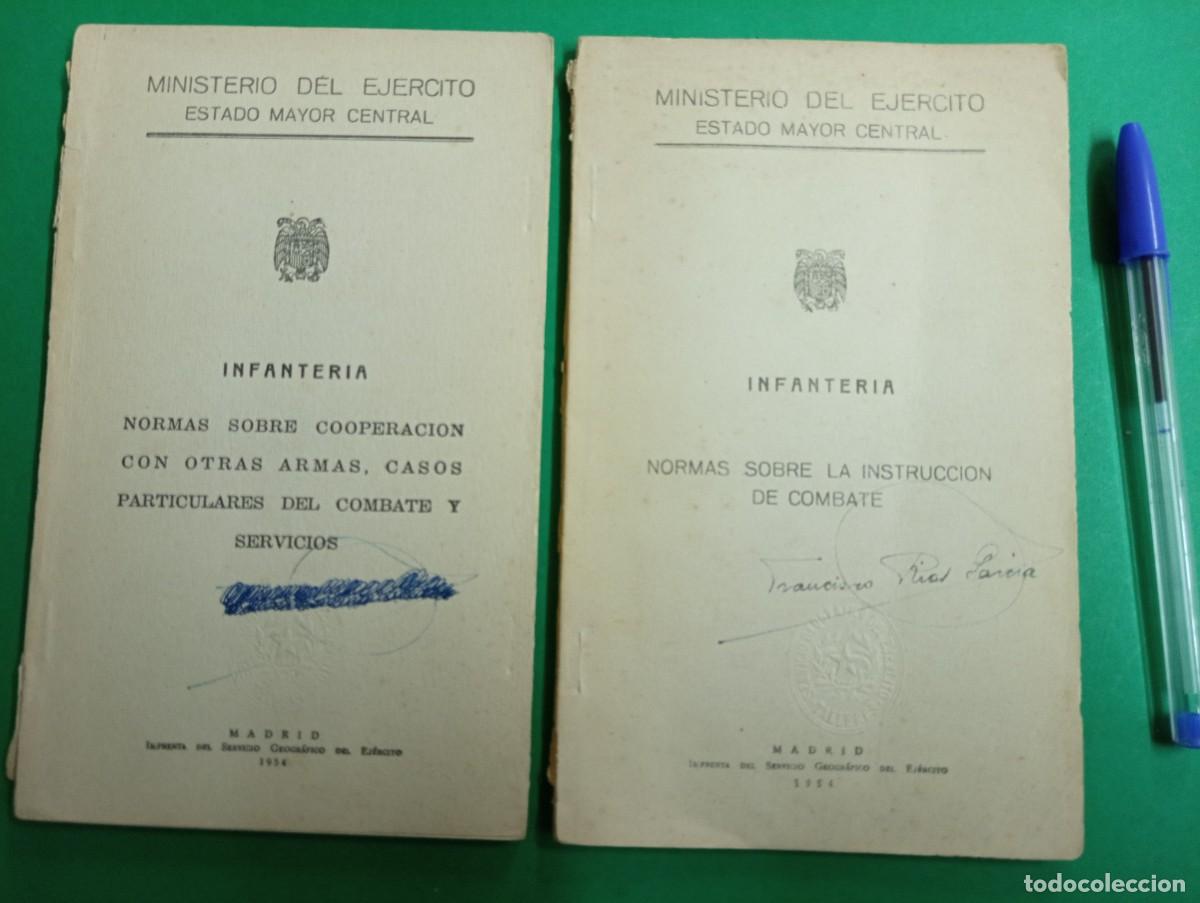 MINISTERIO DEL EJERCITO
ESTADO MAYOR CENTRAL
INFANTERIA
NORMAS SOBRE COOPERACION
CON OTRAS ARMAS, CASOS
PARTICULARES DEL COMBATE Y
SERVICIOS
MADRID
IMPRENTA DEL SERVICIO GEOGRÁFICO DEL EJÉRCITO
1954
MINISTERIO DEL EJERCITO
ESTADO MAYOR CENTRAL
INFANTERIA
NORMAS SOBRE LA INSTRUCCION
DE COMBATE
Francisco Rios Garcia
MADRID
IMPRENTA DEL SERVICIO GEOGRÁFICO DEL EJÉRCITO
1954
todocoleccion